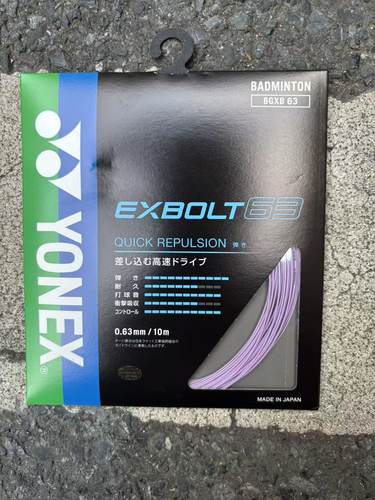 BADMINTON
BGXB 63
YONEX
EXBOLT 63
QUICK REPULSION 弾き
差し込む高速ドライブ
弾き
耐久
打球音
衝撃吸収
コントロール
0.63mm/10m
MADE IN JAPAN